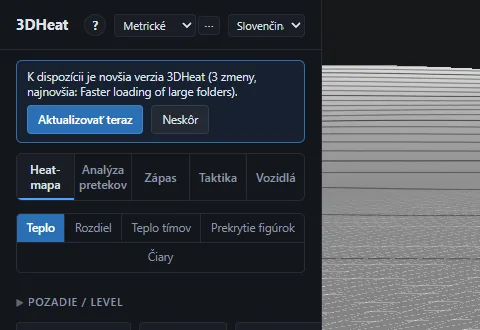 3DHeat ? Metrické ... Slovenčina
K dispozícii je novšia verzia 3DHeat (3 zmeny,
najnovšia: Faster loading of large folders).
Aktualizovať teraz Neskôr
Heat-
mapa
Analýza
pretekov
Zápas
Taktika
Vozidlá
Teplo Rozdiel Teplo tímov Prekrytie figúrok
Čiary
▶ POZADIE / LEVEL